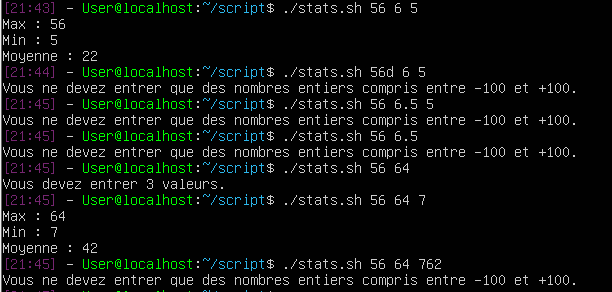 [21:43] - User@localhost:~/script$ ./stats.sh 56 6 5
Max : 56
Min : 5
Moyenne : 22
[21:44] - User@localhost:~/script$ ./stats.sh 56d 6 5
Vous ne devez entrer que des nombres entiers compris entre -100 et +100.
[21:45] - User@localhost:~/script$ ./stats.sh 56 6.5 5
Vous ne devez entrer que des nombres entiers compris entre -100 et +100.
[21:45] - User@localhost:~/script$ ./stats.sh 56 6.5
Vous ne devez entrer que des nombres entiers compris entre -100 et +100.
[21:45] - User@localhost:~/script$ ./stats.sh 56 64
Vous devez entrer 3 valeurs.
[21:45] - User@localhost:~/script$ ./stats.sh 56 64 7
Max : 64
Min : 7
Moyenne : 42
[21:45] - User@localhost:~/script$ ./stats.sh 56 64 762
Vous ne devez entrer que des nombres entiers compris entre -100 et +100.